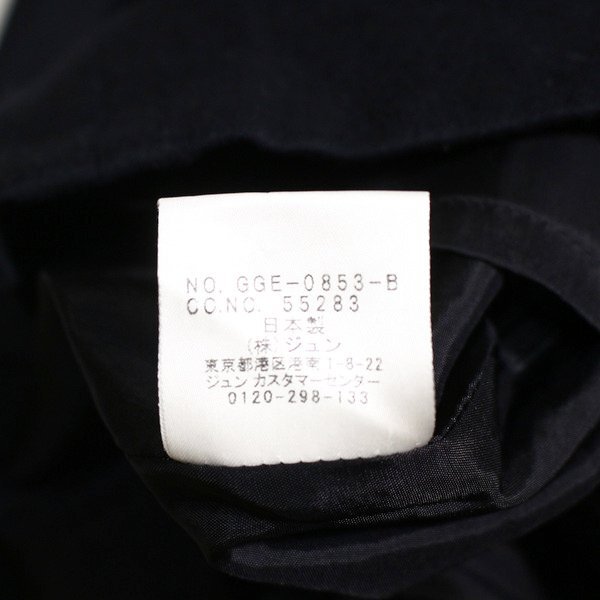 NO. GGE-0853-B
CO.NO. 55283
日本製
(株)ジュン
東京都港区港南1-8-22
ジュン カスタマーセンター
0120-298-133